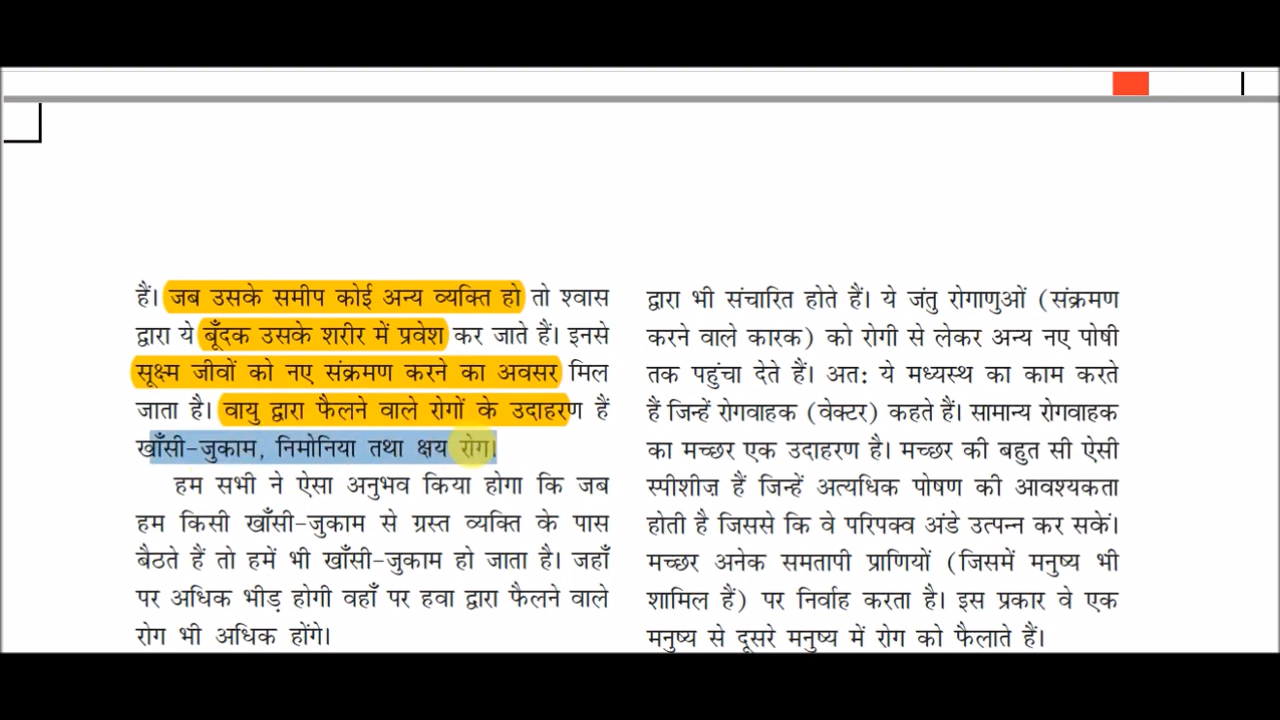 हैं। जब उसके समीप कोई अन्य व्यक्ति हो तो श्वास
द्वारा ये बूँदक उसके शरीर में प्रवेश कर जाते हैं। इनसे
सूक्ष्म जीवों को नए संक्रमण करने का अवसर मिल
जाता है। वायु द्वारा फैलने वाले रोगों के उदाहरण हैं
खाँसी-जुकाम, निमोनिया तथा क्षय रोग।
हम सभी ने ऐसा अनुभव किया होगा कि जब
हम किसी खाँसी-जुकाम से ग्रस्त व्यक्ति के पास
बैठते हैं तो हमें भी खाँसी-जुकाम हो जाता है। जहाँ
पर अधिक भीड़ होगी वहाँ पर हवा द्वारा फैलने वाले
रोग भी अधिक होंगे।
द्वारा भी संचारित होते हैं। ये जंतु रोगाणुओं (संक्रमण
करने वाले कारक) को रोगी से लेकर अन्य नए पोषी
तक पहुंचा देते हैं। अत: ये मध्यस्थ का काम करते
हैं जिन्हें रोगवाहक (वेक्टर) कहते हैं। सामान्य रोगवाहक
का मच्छर एक उदाहरण है। मच्छर की बहुत सी ऐसी
स्पीशीज़ हैं जिन्हें अत्यधिक पोषण की आवश्यकता
होती है जिससे कि वे परिपक्व अंडे उत्पन्न कर सकें।
मच्छर अनेक समतापी प्राणियों (जिसमें मनुष्य भी
शामिल हैं) पर निर्वाह करता है। इस प्रकार वे एक
मनुष्य से दूसरे मनुष्य में रोग को फैलाते हैं।